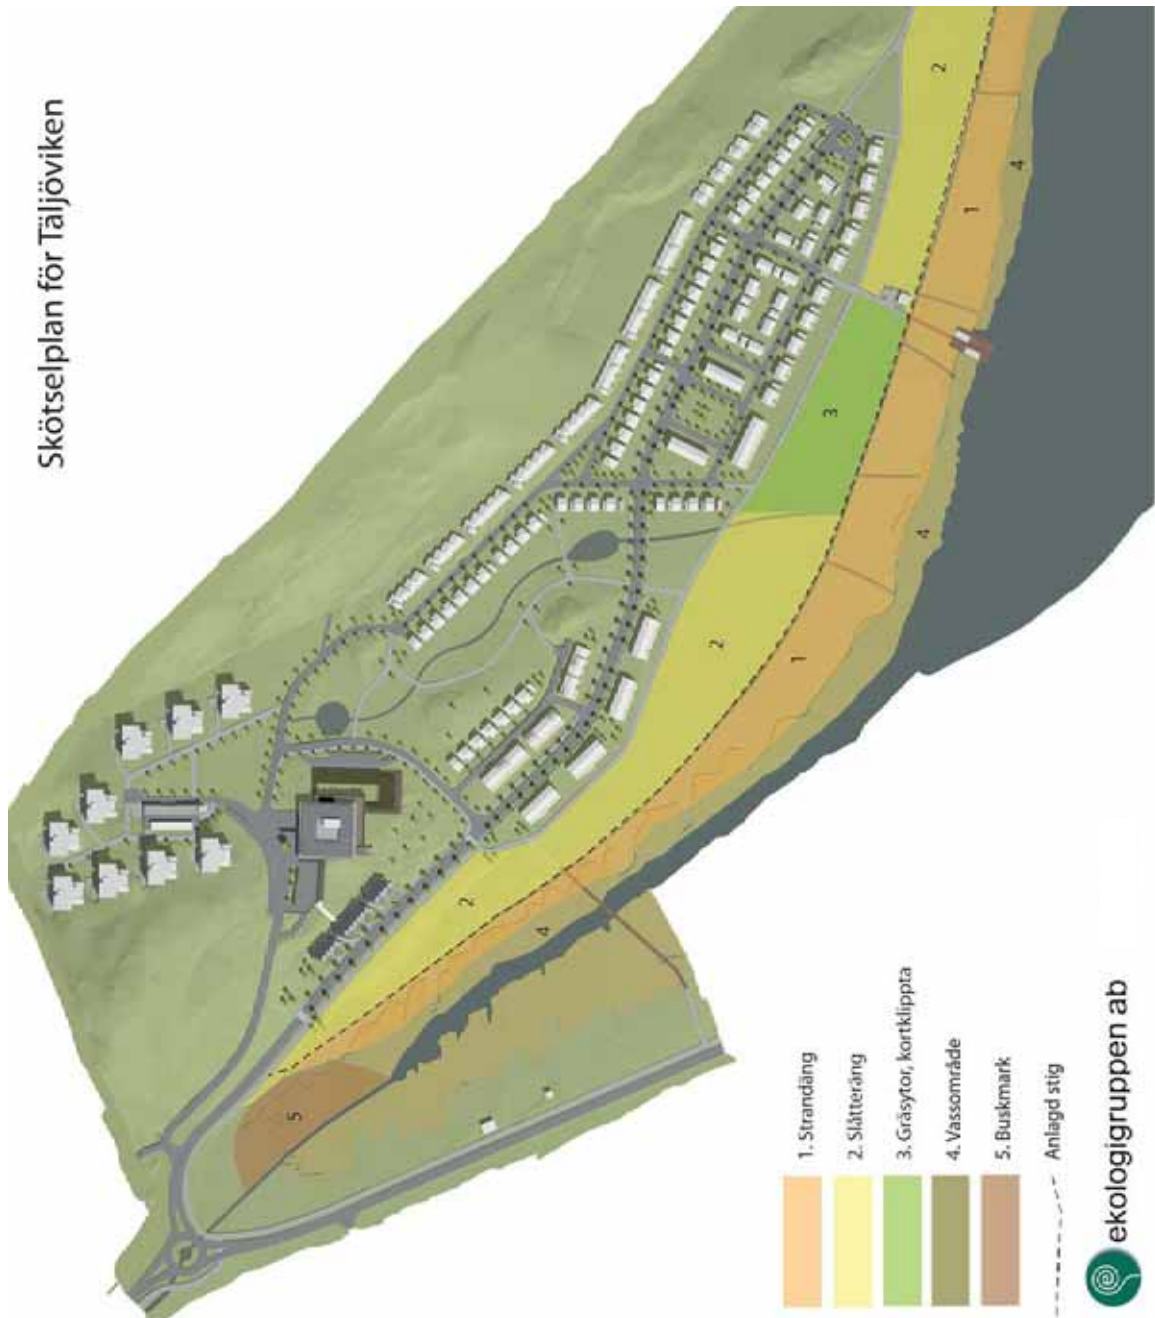 Skötselplan för Täljöviken
2
1
4
3
4
2
1
2
4
5
1. Strandäng
2. Slåtteräng
3. Gräsytor, kortklippta
4. Vassområde
5. Buskmark
Anlagd stig
ekologigruppen ab